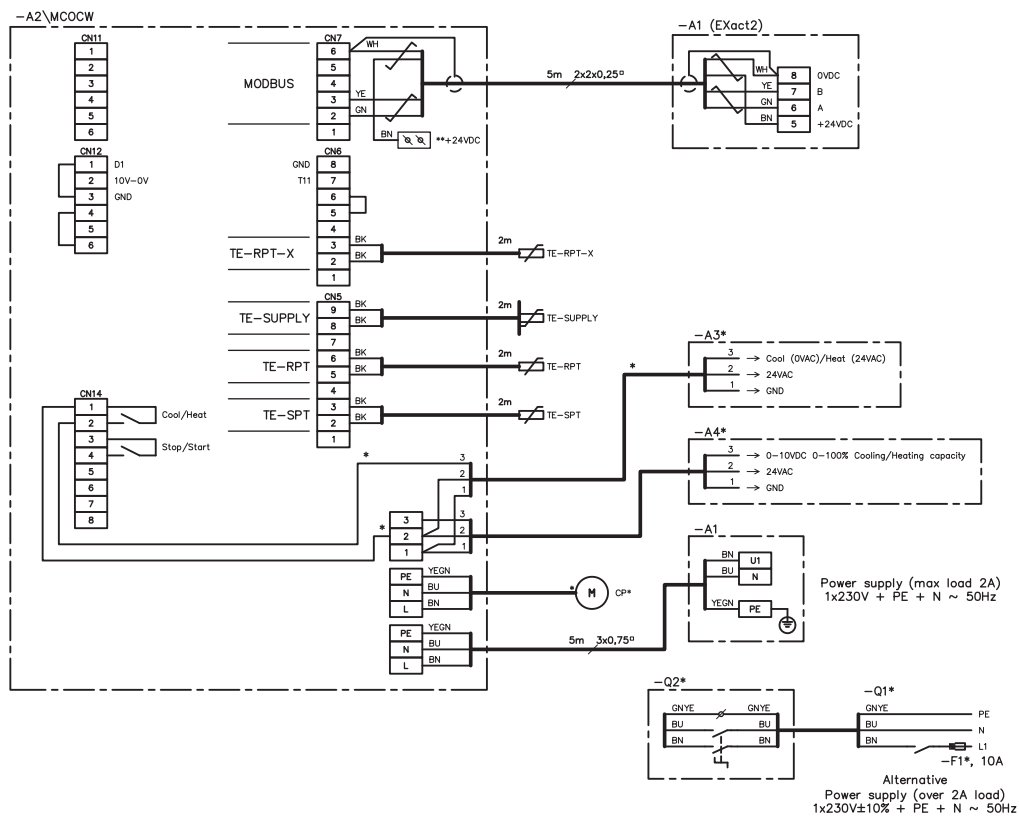 -A2\MCOCW
CN11
1
2
3
4
5
6
CN12
1 D1
2 10V-0V
3 GND
4
5
6
CN14
1
2 Cool/Heat
3
4 Stop/Start
5
6
7
8
MODBUS
CN7
6 WH
5
4
3 YE
2 GN
1
BN **+24VDC
CN6
GND 8
T11 7
6
5
4
TE-RPT-X
3 BK
2 BK
1
2m
TE-RPT-X
CN5
TE-SUPPLY
9 BK
8 BK
7
2m
TE-SUPPLY
TE-RPT
6 BK
5 BK
4
2m
TE-RPT
TE-SPT
3 BK
2 BK
1
2m
TE-SPT
*
3
2
1
*
*
3 3
2 2
1 1
PE YEGN
N BU
L BN
* M CP*
PE YEGN
N BU
L BN
5m 3x0,75¤
5m 2x2x0,25¤
-A1 (EXact2)
WH 8 0VDC
YE 7 B
GN 6 A
BN 5 +24VDC
-A3*
3 → Cool (0VAC)/Heat (24VAC)
2 → 24VAC
1 → GND
-A4*
3 → 0-10VDC 0-100% Cooling/Heating capacity
2 → 24VAC
1 → GND
-A1
BN U1
BU N
YEGN PE
Power supply (max load 2A)
1x230V + PE + N ~ 50Hz
-Q2*
GNYE GNYE
BU BU
BN BN
-Q1*
GNYE PE
BU N
BN L1
-F1*, 10A
Alternative
Power supply (over 2A load)
1x230V±10% + PE + N ~ 50Hz